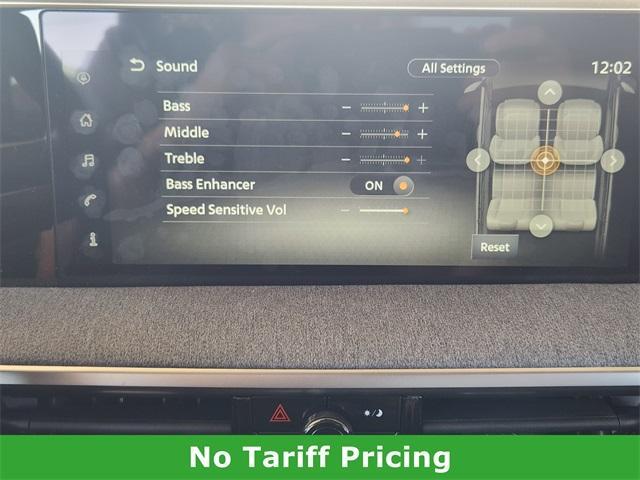 Sound
All Settings
12:02
Bass
Middle
Treble
Bass Enhancer
ON
Speed Sensitive Vol
Reset
No Tariff Pricing